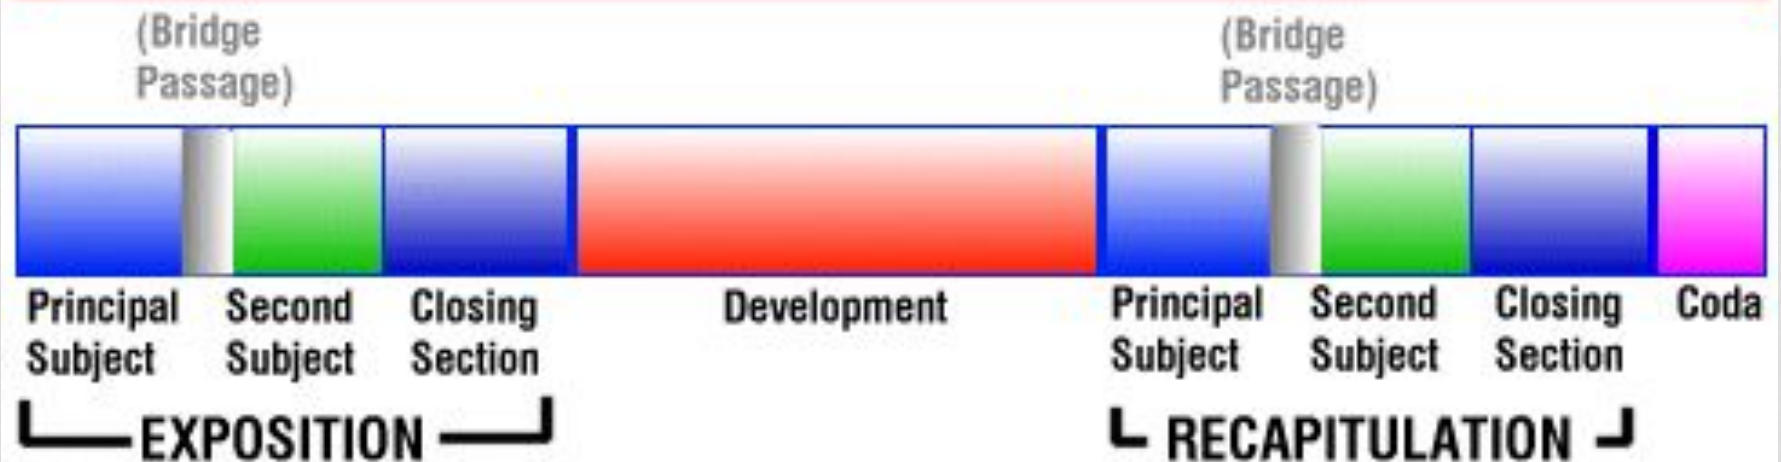 (Bridge
Passage)
(Bridge
Passage)
Principal
Subject
Second
Subject
Closing
Section
Development
Principal
Subject
Second
Subject
Closing
Section
Coda
EXPOSITION
RECAPITULATION